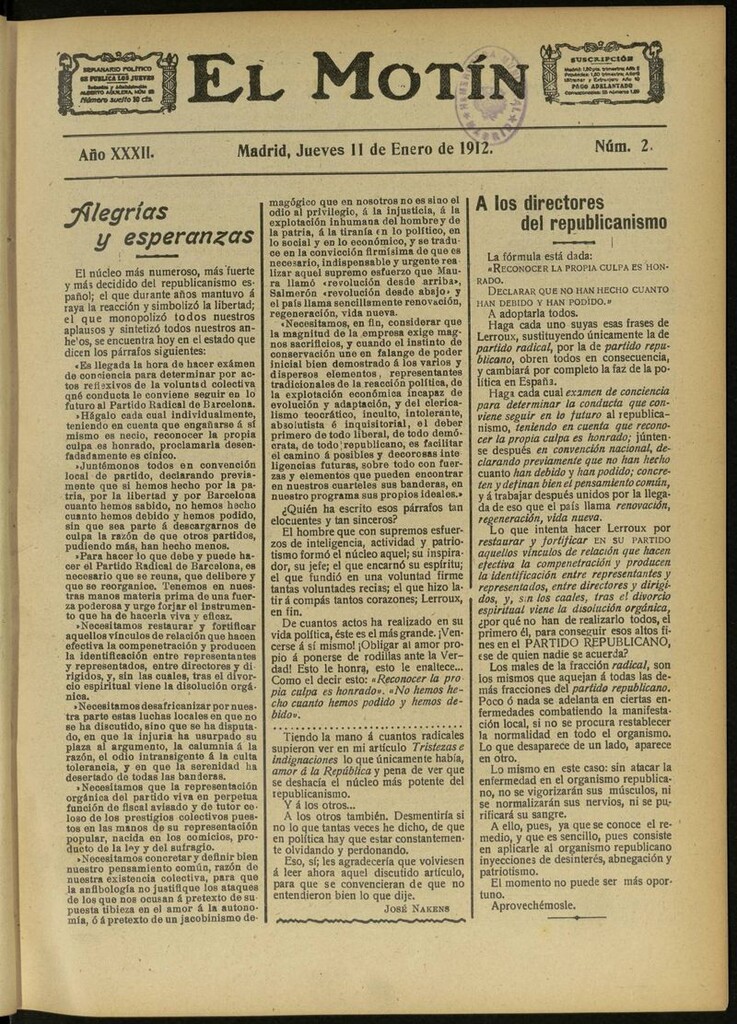 SEMANARIO POLÍTICO
SE PUBLICA LOS JUEVES
Redacción y Administración
ALBERTO AGUILERA, NÚM
Número suelto 10 cts.
EL MOTÍN
SUSCRIPCIÓN
PAGO ADELANTADO
Año XXXII.
Madrid, Jueves 11 de Enero de 1912.
Núm. 2.
Alegrías
y esperanzas
El núcleo más numeroso, más fuerte
y más decidido del republicanismo es-
pañol; el que durante años mantuvo á
raya la reacción y simbolizó la libertad;
el que monopolizó todos nuestros
aplausos y sintetizó todos nuestros an-
he'os, se encuentra hoy en el estado que
dicen los párrafos siguientes:
«Es llegada la hora de hacer exámen
de conciencia para determinar por ac-
tos reflexivos de la voluntad colectiva
qué conducta le conviene seguir en lo
futuro al Partido Radical de Barcelona.
»Hágalo cada cual individualmente,
teniendo en cuenta que engañarse á sí
mismo es necio, reconocer la propia
culpa es honrado, proclamarla desen-
fadadamente es cínico.
»Juntémonos todos en convención
local de partido, declarando previa-
mente que si hemos hecho por la pa-
tria, por la libertad y por Barcelona
cuanto hemos sabido, no hemos hecho
cuanto hemos debido y hemos podido,
sin que sea parte á descargarnos de
culpa la razón de que otros partidos,
pudiendo más, han hecho menos.
»Para hacer lo que debe y puede ha-
cer el Partido Radical de Barcelona, es
necesario que se reuna, que delibere y
que se reorganice. Tenemos en nues-
tras manos materia prima de una fuer-
za poderosa y urge forjar el instrumen-
to que ha de hacerla viva y eficaz.
»Necesitamos restaurar y fortificar
aquellos vínculos de relación que hacen
efectiva la compenetración y producen
la identificación entre representantes
y representados, entre directores y di-
rigidos, y, sin las cuales, tras el divor-
cio espiritual viene la disolución orgá-
nica.
»Necesitamos desafricanizar por nues-
tra parte estas luchas locales en que no
se ha discutido, sino que se ha disputa-
do, en que la injuria ha usurpado su
plaza al argumento, la calumnia á la
razón, el odio intransigente á la culta
tolerancia, y en que la serenidad ha
desertado de todas las banderas.
»Necesitamos que la representación
orgánica del partido viva en perpetua
función de fiscal avisado y de tutor ce-
loso de los prestigios colectivos pues-
tos en las manos de su representación
popular, nacida en los comicios, pro-
ducto de la ley y del sufragio.
»Necesitamos concretar y definir bien
nuestro pensamiento común, razón de
nuestra existencia colectiva, para que
la anfibología no justifique los ataques
de los que nos acusan á pretexto de su-
puesta tibieza en el amor á la autono-
mía, ó á pretexto de un jacobinismo de-
magógico que en nosotros no es sino el
odio al privilegio, á la injusticia, á la
explotación inhumana del hombre y de
la patria, á la tiranía en lo político, en
lo social y en lo económico, y se tradu-
ce en la convicción firmísima de que es
necesario, indispensable y urgente rea-
lizar aquel supremo esfuerzo que Mau-
ra llamó «revolución desde arriba»,
Salmerón «revolución desde abajo» y
el país llama sencillamente renovación,
regeneración, vida nueva.
»Necesitamos, en fin, considerar que
la magnitud de la empresa exige mag-
nos sacrificios, y cuando el instinto de
conservación une en falange de poder
inicial bien demostrado á los varios y
dispersos elementos, representantes
tradicionales de la reacción política, de
la explotación económica incapaz de
evolución y adaptación, y del clerica-
lismo teocrático, inculto, intolerante,
absolutista é inquisitorial, el deber
primero de todo liberal, de todo demó-
crata, de todo republicano, es facilitar
el camino á posibles y decorosas inte-
ligencias futuras, sobre todo con fuer-
zas y elementos que pueden encontrar
en nuestros cuarteles sus banderas, en
nuestro programa sus propios ideales.»
¿Quién ha escrito esos párrafos tan
elocuentes y tan sinceros?
El hombre que con supremos esfuer-
zos de inteligencia, actividad y patrio-
tismo formó el núcleo aquel; su inspira-
dor, su jefe; el que encarnó su espíritu;
el que fundió en una voluntad firme
tantas voluntades recias; el que hizo la-
tir á compás tantos corazones; Lerroux,
en fin.
De cuantos actos ha realizado en su
vida política, éste es el más grande. ¡Ven-
cerse á sí mismo! ¡Obligar al amor pro-
pio á ponerse de rodillas ante la Ver-
dad! Esto le honra, esto le enaltece...
Como el decir esto: «Reconocer la pro-
pia culpa es honrado». «No hemos he-
cho cuanto hemos podido y hemos de-
bido».
Tiendo la mano á cuantos radicales
supieron ver en mi artículo Tristezas e
indignaciones lo que únicamente había,
amor á la República y pena de ver que
se deshacía el núcleo más potente del
republicanismo.
Y á los otros...
A los otros también. Desmentiría si
no lo que tantas veces he dicho, de que
en política hay que estar constantemen-
te olvidando y perdonando.
Eso, sí; les agradecería que volviesen
á leer ahora aquel discutido artículo,
para que se convencieran de que no
entendieron bien lo que dije.
JOSÉ NAKENS
A los directores
del republicanismo
La fórmula está dada:
«RECONOCER LA PROPIA CULPA ES HON-
RADO.
DECLARAR QUE NO HAN HECHO CUANTO
HAN DEBIDO Y HAN PODIDO.»
A adoptarla todos.
Haga cada uno suyas esas frases de
Lerroux, sustituyendo únicamente la de
partido radical, por la de partido repu-
blicano, obren todos en consecuencia,
y cambiará por completo la faz de la po-
lítica en España.
Haga cada cual examen de conciencia
para determinar la conducta que con-
viene seguir en lo futuro al republica-
nismo, teniendo en cuenta que recono-
cer la propia culpa es honrado; júnten-
se después en convención nacional, de-
clarando previamente que no han hecho
cuanto han debido y han podido; concre-
ten y definan bien el pensamiento común,
y á trabajar después unidos por la llega-
da de eso que el país llama renovación,
regeneración, vida nueva.
Lo que intenta hacer Lerroux por
restaurar y fortificar EN SU PARTIDO
aquellos vínculos de relación que hacen
efectiva la compenetración y producen
la identificación entre representantes y
representados, entre directores y dirigi-
dos, y, sin los cuales, tras el divorcio
espiritual viene la disolución orgánica,
¿por qué no han de realizarlo todos, el
primero él, para conseguir esos altos fi-
nes en el PARTIDO REPUBLICANO,
ese de quien nadie se acuerda?
Los males de la fracción radical, son
los mismos que aquejan á todas las de-
más fracciones del partido republicano.
Poco ó nada se adelanta en ciertas en-
fermedades combatiendo la manifesta-
ción local, si no se procura restablecer
la normalidad en todo el organismo.
Lo que desaparece de un lado, aparece
en otro.
Lo mismo en este caso: sin atacar la
enfermedad en el organismo republica-
no, no se vigorizarán sus músculos, ni
se normalizarán sus nervios, ni se pu-
rificará su sangre.
A ello, pues, ya que se conoce el re-
medio, y que es sencillo, pues consiste
en aplicarle al organismo republicano
inyecciones de desinterés, abnegación y
patriotismo.
El momento no puede ser más opor-
tuno.
Aprovechémosle.